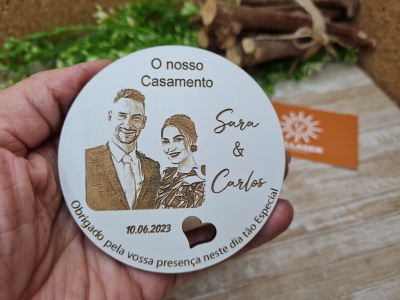 O nosso
Casamento
Sara
&
Carlos
10.06.2023
Obrigado pela vossa presença neste dia tão Especial